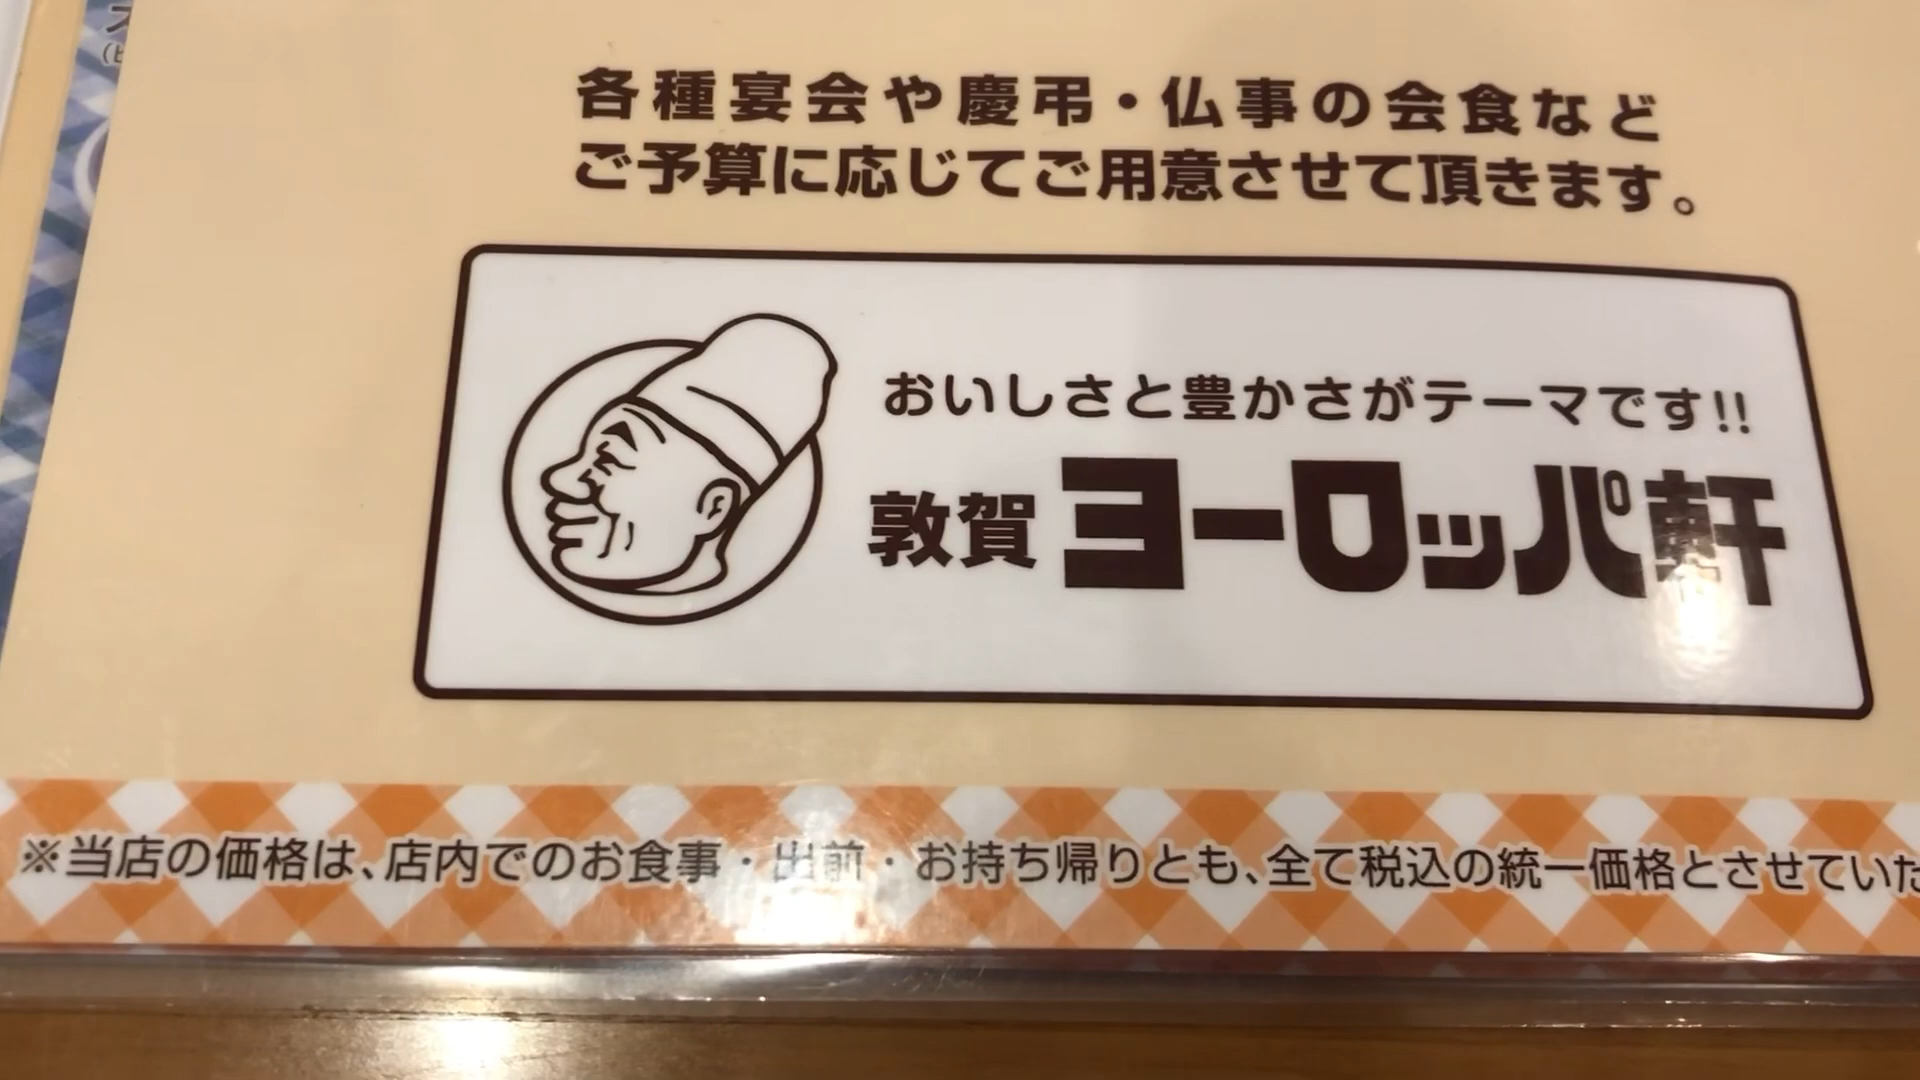 各種宴会や慶弔・仏事の会食など
ご予算に応じてご用意させて頂きます。
おいしさと豊かさがテーマです!!
敦賀 ヨーロッパ軒
※当店の価格は、店内でのお食事・出前・お持ち帰りとも、全て税込の統一価格とさせていた